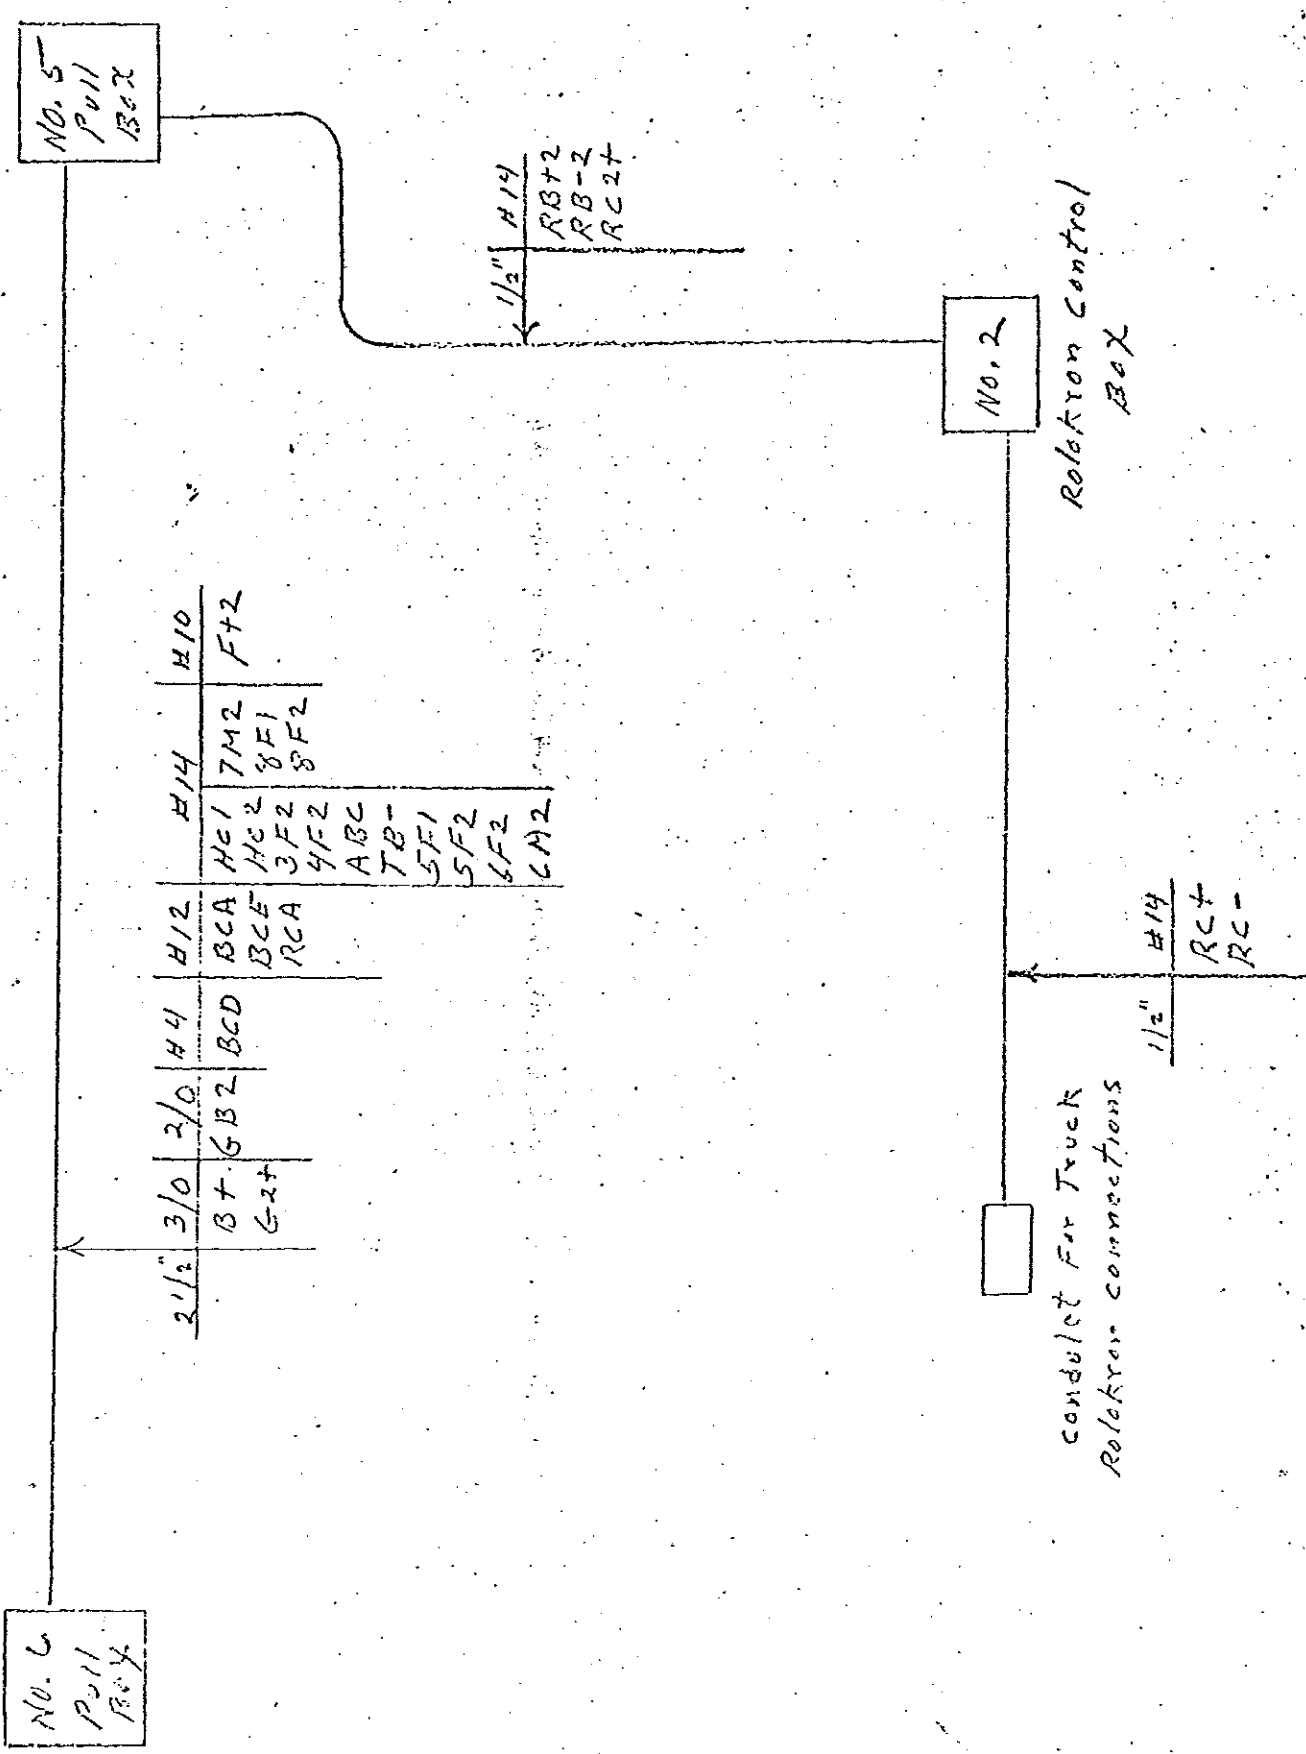 No. 6
Pull
Box
No. 5
Pull
Box
2 1/2" 3/0 2/0 #4 #12 #14 #10
B+
G2+
GB2
BCD
BCA
BCE
RCA
HC1
HC2
3F2
4F2
ABC
TB-
5F1
5F2
6F2
6M2
7M2
8F1
8F2
F+2
1/2" #14
RB+2
RB-2
RC2+
No. 2
Rolokron Control
Box
Condulet For Truck
Rolokron connections
1/2" #14
RC+
RC-